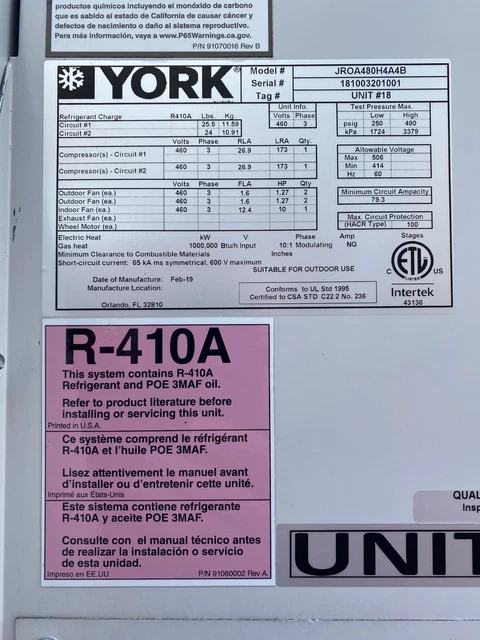 productos químicos incluyendo el monóxido de carbono
que es sabido al estado de California de causar cáncer y
defectos de nacimiento o daño al sistema reproductivo.
Para más información, vaya a www.P65Warnings.ca.gov.
P/N 91070016 Rev B
YORK®
Model # JROA480H4A4B
Serial # 181003201001
Tag # UNIT #18
Refrigerant Charge R410A Lbs. Kg.
Circuit #1 25.5 11.59
Circuit #2 24 10.91
Unit Info.
Volts Phase
460 3
Test Pressure Max.
Low High
psig 250 490
kPa 1724 3379
Volts Phase RLA LRA Qty.
Compressor(s) - Circuit #1 460 3 26.9 173 1
Compressor(s) - Circuit #2 460 3 26.9 173 1
Allowable Voltage
Max 506
Min 414
Hz 60
Volts Phase FLA HP Qty.
Outdoor Fan (ea.) 460 3 1.6 1.27 2
Outdoor Fan (ea.) 460 3 1.6 1.27 2
Indoor Fan (ea.) 460 3 12.4 10 1
Exhaust Fan (ea.)
Wheel Motor (ea.)
Minimum Circuit Ampacity
79.3
Max. Circuit Protection
(HACR Type) 100
Electric Heat kW V Phase Amp Stages
Gas heat 1000,000 Btu/h Input 10:1 Modulating NG
Minimum Clearance to Combustible Materials Inches
Short-circuit current: 65 kA ms symmetrical, 600 V maximum
SUITABLE FOR OUTDOOR USE
Date of Manufacture: Feb-19
Manufacture Location:
Orlando, FL 32810
Conforms to UL Std 1995
Certified to CSA STD C22.2 No. 236
C ETL US
Intertek
43136
R-410A
This system contains R-410A
Refrigerant and POE 3MAF oil.
Refer to product literature before
installing or servicing this unit.
Printed in U.S.A.
Ce système comprend le réfrigérant
R-410A et l'huile POE 3MAF.
Lisez attentivement le manuel avant
d'installer ou d'entretenir cette unité.
Imprimé aux États-Unis
Este sistema contiene refrigerante
R-410A y aceite POE 3MAF.
Consulte con el manual técnico antes
de realizar la instalación o servicio
de esta unidad.
Impreso en EE.UU P/N 91060002 Rev A
QUAL
Insp
UNIT